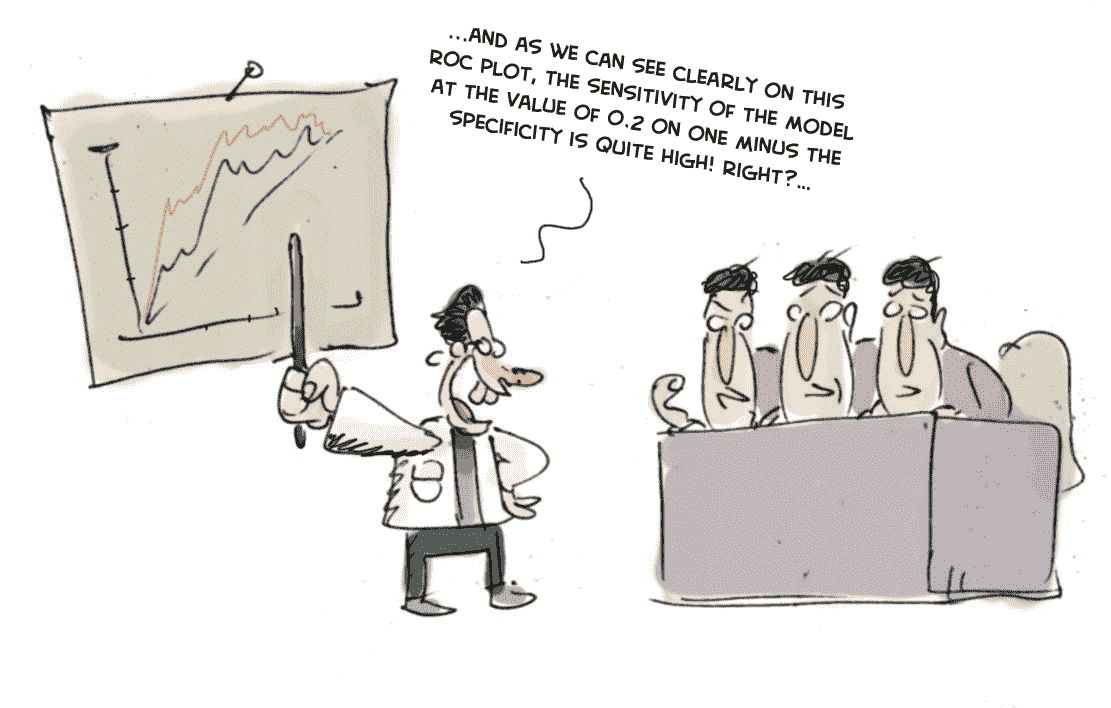 ...AND AS WE CAN SEE CLEARLY ON THIS
ROC PLOT, THE SENSITIVITY OF THE MODEL
AT THE VALUE OF 0.2 ON ONE MINUS THE
SPECIFICITY IS QUITE HIGH! RIGHT?...